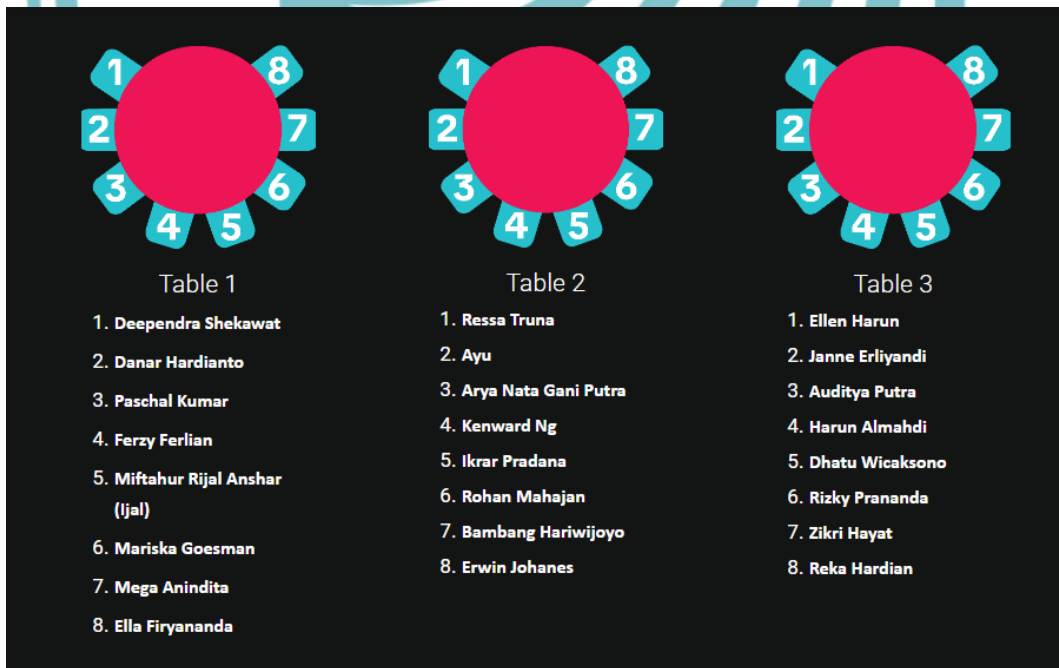 1 8
2 7
3 6
4 5
Table 1
1. Deependra Shekawat
2. Danar Hardianto
3. Paschal Kumar
4. Ferzy Ferlian
5. Miftahur Rijal Anshar
(Ijal)
6. Mariska Goesman
7. Mega Anindita
8. Ella Firyananda
1 8
2 7
3 6
4 5
Table 2
1. Ressa Truna
2. Ayu
3. Arya Nata Gani Putra
4. Kenward Ng
5. Ikrar Pradana
6. Rohan Mahajan
7. Bambang Hariwijoyo
8. Erwin Johanes
1 8
2 7
3 6
4 5
Table 3
1. Ellen Harun
2. Janne Erliyandi
3. Auditya Putra
4. Harun Almahdi
5. Dhatu Wicaksono
6. Rizky Prananda
7. Zikri Hayat
8. Reka Hardian